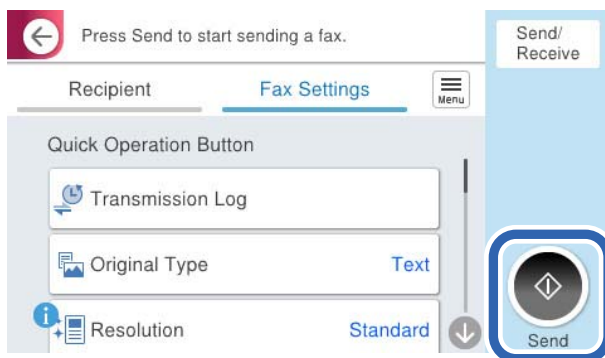 Press Send to start sending a fax.
Send/
Receive
Recipient
Fax Settings
Menu
Quick Operation Button
Transmission Log
Original Type
Text
i
Resolution
Standard
Send